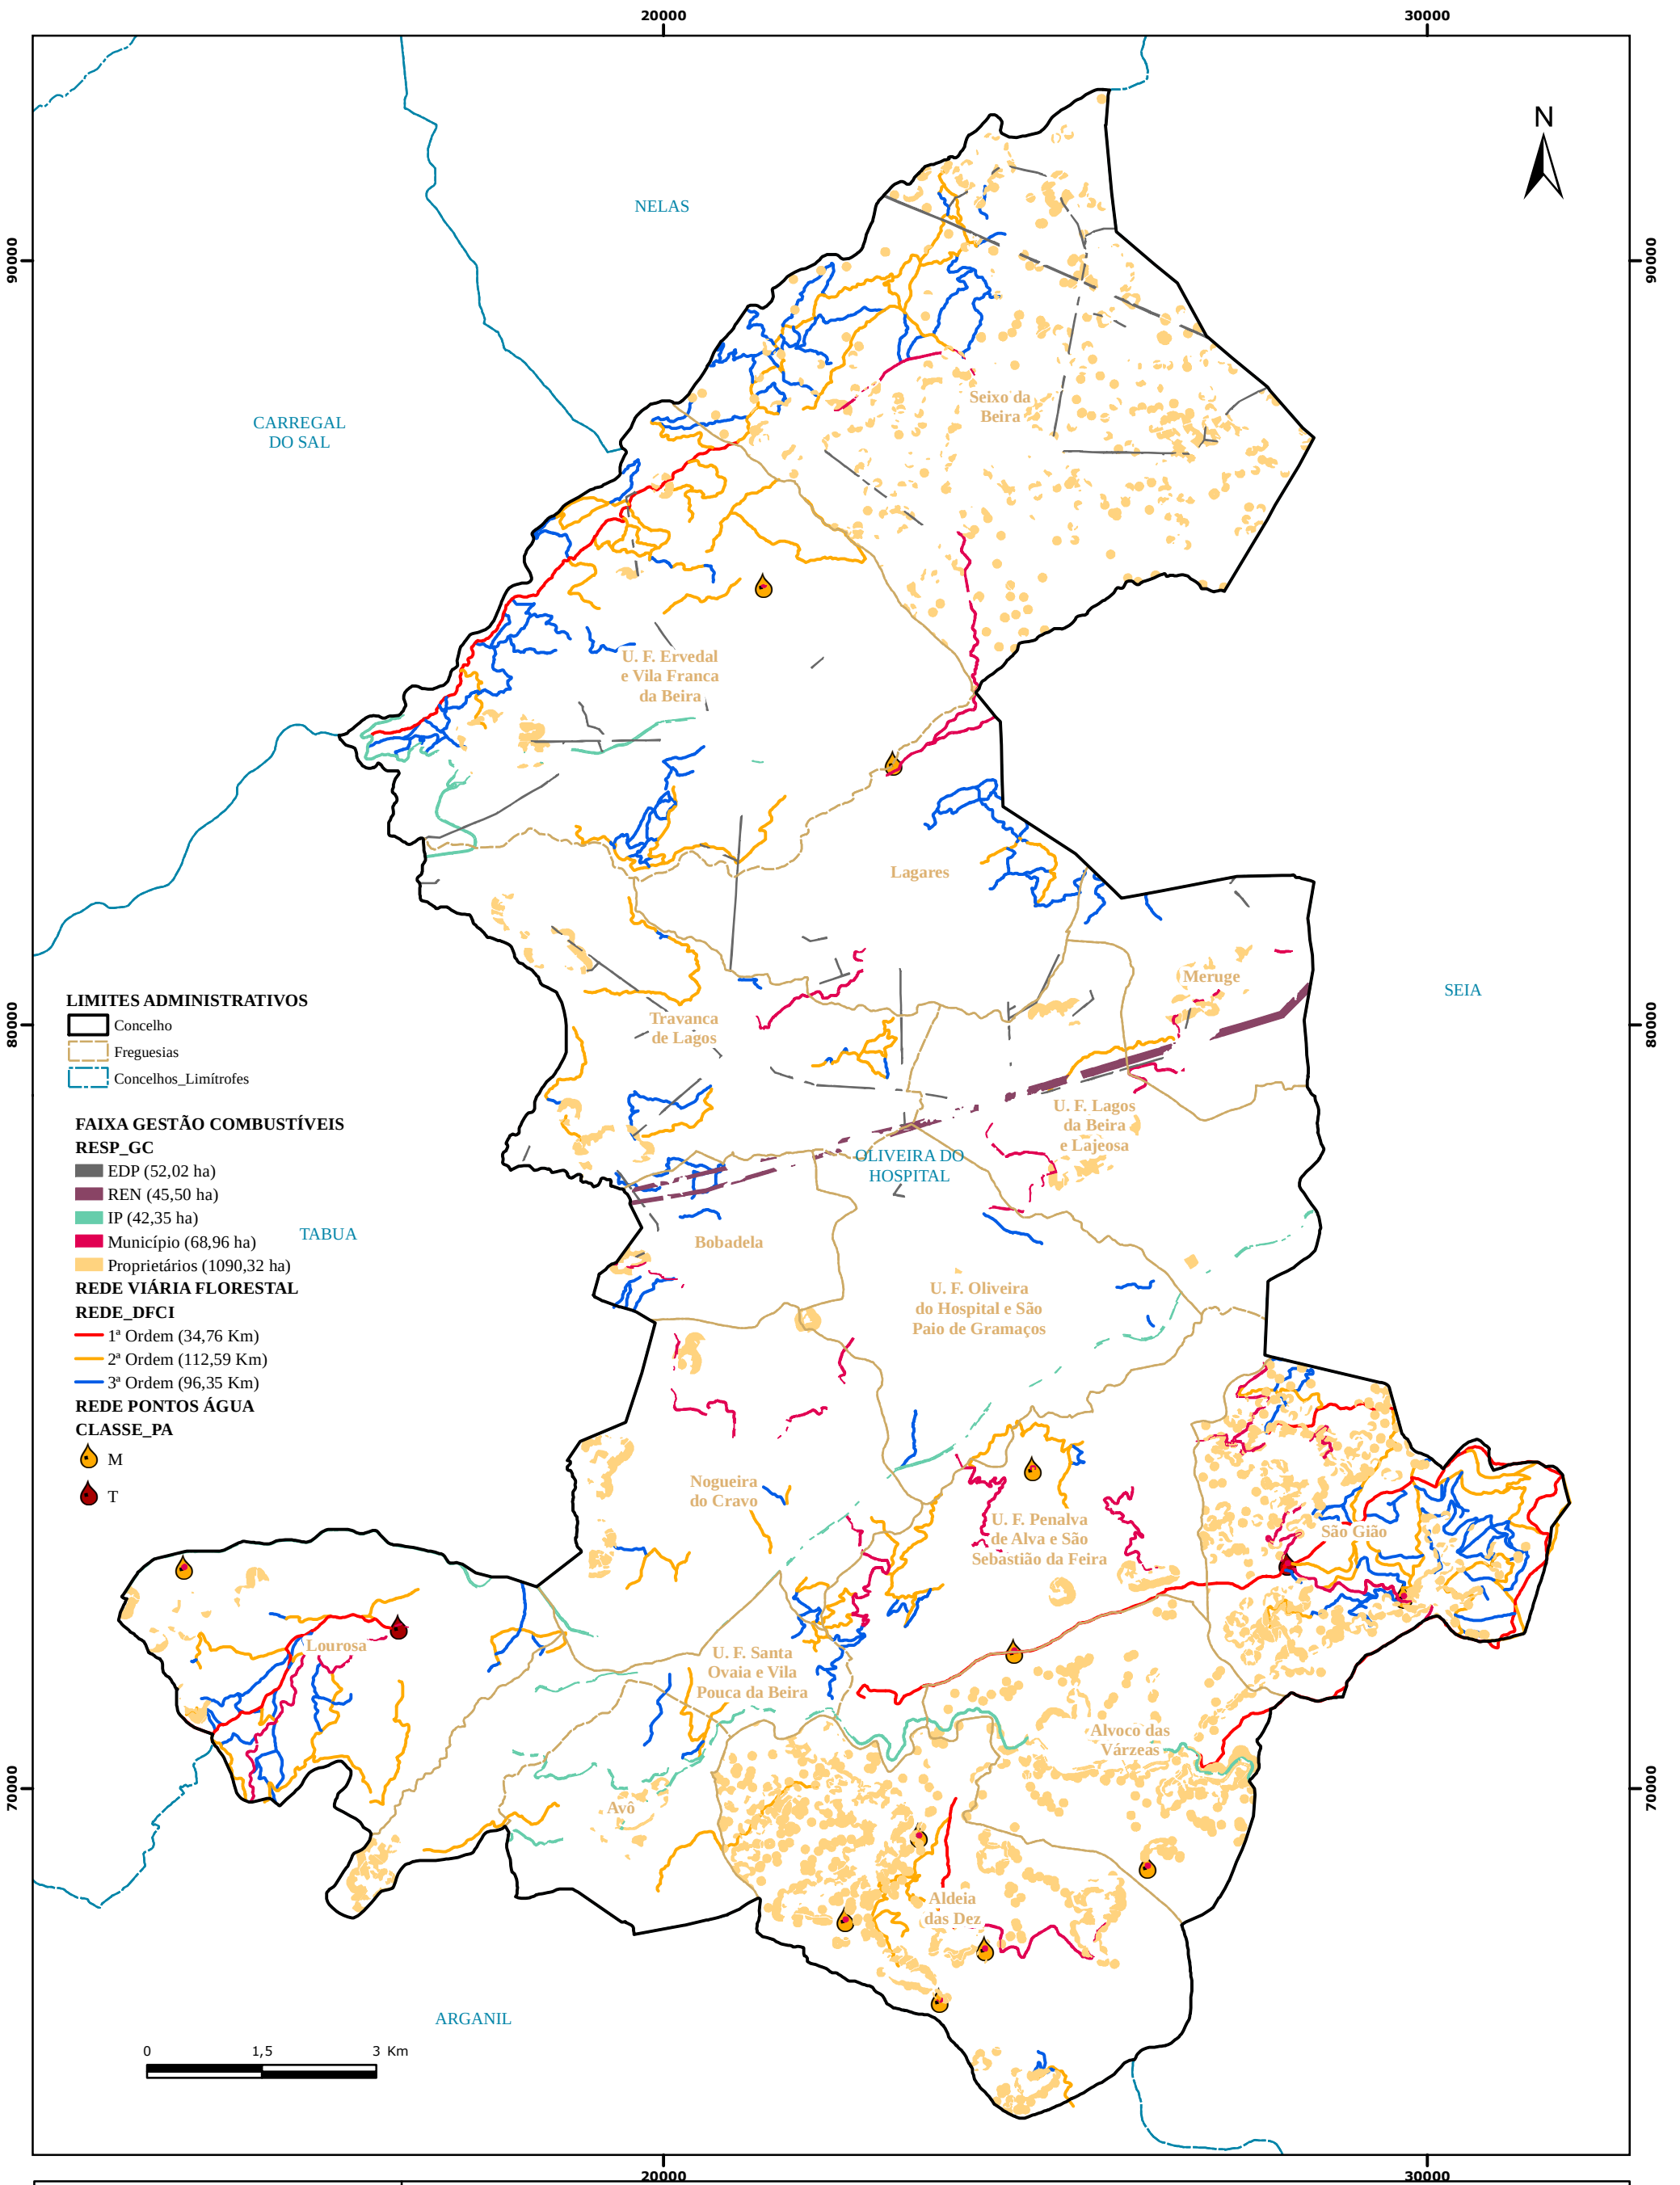 20000
30000
N
NELAS
90000
90000
CARREGAL
DO SAL
Seixo da
Beira
U. F. Ervedal
e Vila Franca
da Beira
Lagares
Meruge
SEIA
LIMITES ADMINISTRATIVOS
Concelho
Freguesias
Concelhos_Limítrofes
80000
80000
Travanca
de Lagos
U. F. Lagos
da Beira
e Lajeosa
FAIXA GESTÃO COMBUSTÍVEIS
RESP_GC
EDP (52,02 ha)
REN (45,50 ha)
IP (42,35 ha)
Município (68,96 ha)
Proprietários (1090,32 ha)
REDE VIÁRIA FLORESTAL
REDE_DFCI
1ª Ordem (34,76 Km)
2ª Ordem (112,59 Km)
3ª Ordem (96,35 Km)
REDE PONTOS ÁGUA
CLASSE_PA
M
T
OLIVEIRA DO
HOSPITAL
TABUA
Bobadela
U. F. Oliveira
do Hospital e São
Paio de Gramaços
Nogueira
do Cravo
U. F. Penalva
de Alva e São
Sebastião da Feira
São Gião
Lourosa
U. F. Santa
Ovaia e Vila
Pouca da Beira
Alvoco das
Várzeas
70000
70000
Avô
Aldeia
das Dez
ARGANIL
0
1,5
3 Km
20000
30000